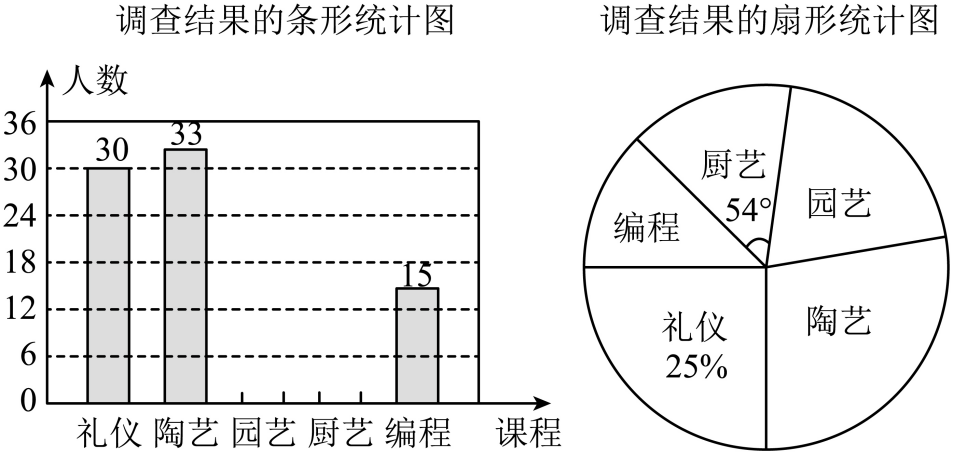 调查结果的条形统计图
人数
36
30
24
18
12
6
0
30
33
15
礼仪 陶艺 园艺 厨艺 编程 课程
调查结果的扇形统计图
厨艺
54°
园艺
编程
陶艺
礼仪
25%